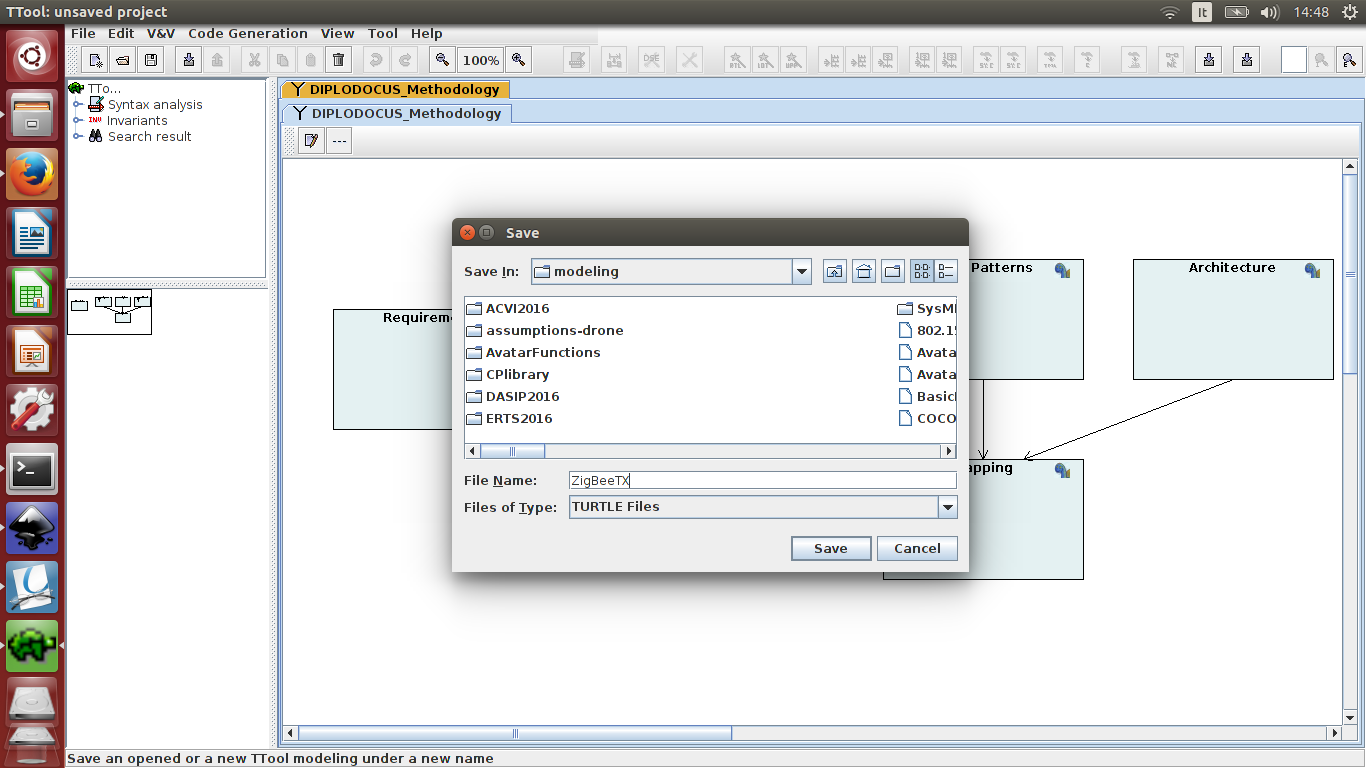 TTool: unsaved project
It
14:48
File Edit V&V Code Generation View Tool Help
100%
TTo...
Syntax analysis
INV Invariants
Search result
DIPLODOCUS_Methodology
DIPLODOCUS_Methodology
---
Requirem
Patterns
Architecture
apping
Save
Save In: modeling
ACVI2016
assumptions-drone
AvatarFunctions
CPlibrary
DASIP2016
ERTS2016
SysM
802.1
Avata
Avata
Basic
COCO
File Name: ZigBeeTX
Files of Type: TURTLE Files
Save Cancel
Save an opened or a new TTool modeling under a new name